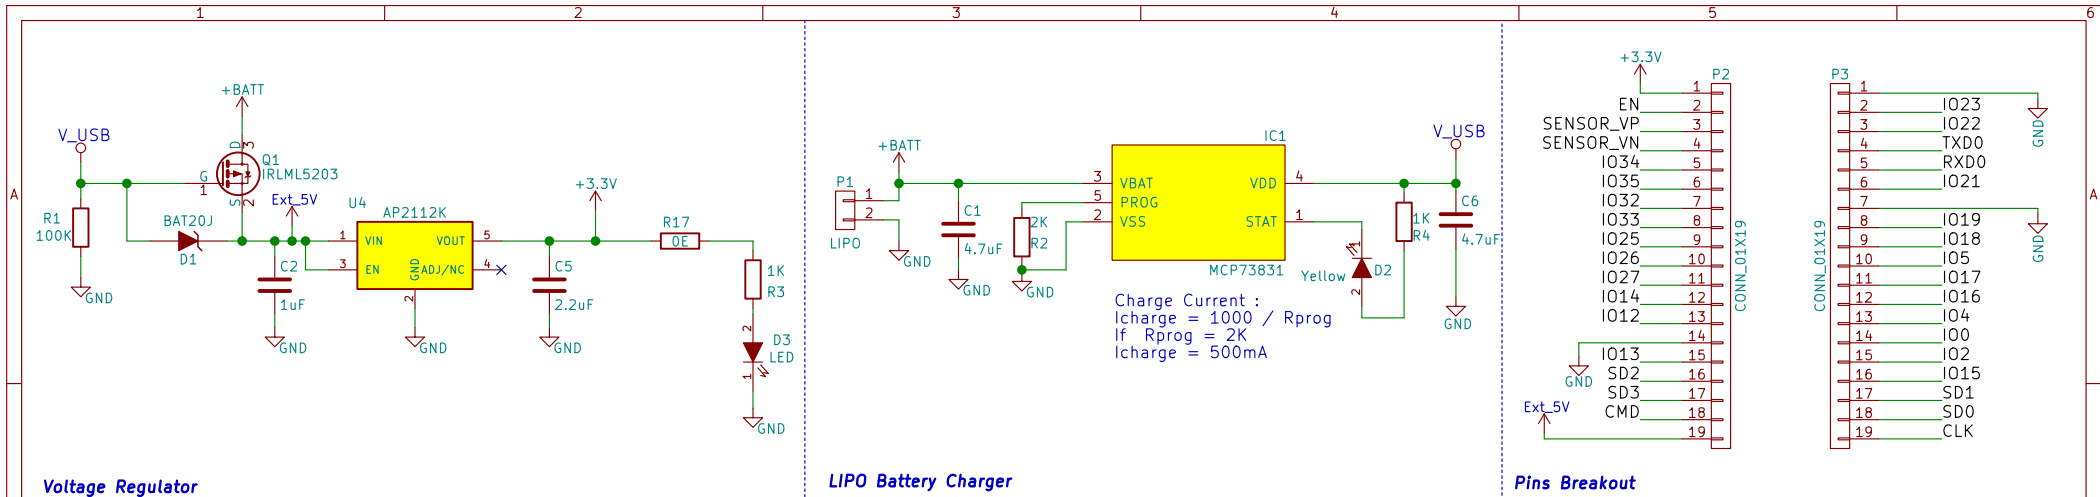 1 2 3 4 5 6
A
A
+BATT
V_USB
D
3
G
1
S
2
Q1
IRLML5203
Ext_5V
R1
100K
GND
BAT20J
D1
C2
1uF
GND
U4
AP2112K
1
VIN
3
EN
VOUT
5
GND
ADJ/NC
4
2
GND
+3.3V
C5
2.2uF
GND
R17
0E
1K
R3
2
D3
LED
1
GND
Voltage Regulator
+BATT
P1
1
2
LIPO
GND
C1
4.7uF
GND
2K
R2
GND
IC1
3
VBAT
5
PROG
2
VSS
VDD
4
STAT
1
MCP73831
V_USB
1K
R4
C6
4.7uF
GND
1
Yellow
D2
2
Charge Current :
Icharge = 1000 / Rprog
If Rprog = 2K
Icharge = 500mA
LIPO Battery Charger
+3.3V
P2
1
EN 2
SENSOR_VP 3
SENSOR_VN 4
IO34 5
IO35 6
IO32 7
IO33 8
IO25 9
IO26 10
IO27 11
IO14 12
IO12 13
14
GND
IO13 15
SD2 16
SD3 17
CMD 18
Ext_5V
19
CONN_01X19
P3
1
GND
2 IO23
3 IO22
4 TXD0
5 RXD0
6 IO21
7
GND
8 IO19
9 IO18
10 IO5
11 IO17
12 IO16
13 IO4
14 IO0
15 IO2
16 IO15
17 SD1
18 SD0
19 CLK
CONN_01X19
Pins Breakout